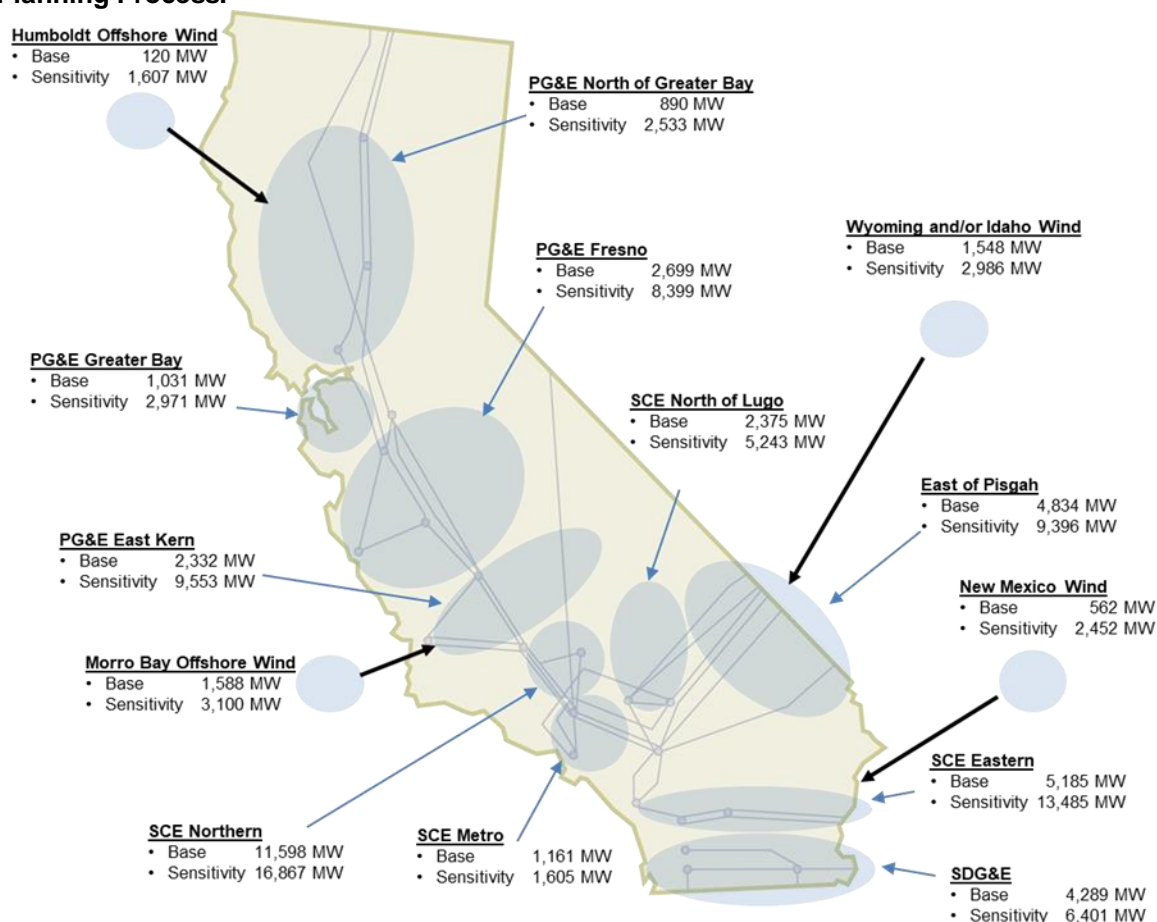 Planning Process.
Humboldt Offshore Wind
• Base 120 MW
• Sensitivity 1,607 MW
PG&E North of Greater Bay
• Base 890 MW
• Sensitivity 2,533 MW
Wyoming and/or Idaho Wind
• Base 1,548 MW
• Sensitivity 2,986 MW
PG&E Fresno
• Base 2,699 MW
• Sensitivity 8,399 MW
PG&E Greater Bay
• Base 1,031 MW
• Sensitivity 2,971 MW
SCE North of Lugo
• Base 2,375 MW
• Sensitivity 5,243 MW
East of Pisgah
• Base 4,834 MW
• Sensitivity 9,396 MW
PG&E East Kern
• Base 2,332 MW
• Sensitivity 9,553 MW
New Mexico Wind
• Base 562 MW
• Sensitivity 2,452 MW
Morro Bay Offshore Wind
• Base 1,588 MW
• Sensitivity 3,100 MW
SCE Eastern
• Base 5,185 MW
• Sensitivity 13,485 MW
SCE Northern
• Base 11,598 MW
• Sensitivity 16,867 MW
SCE Metro
• Base 1,161 MW
• Sensitivity 1,605 MW
SDG&E
• Base 4,289 MW
• Sensitivity 6,401 MW